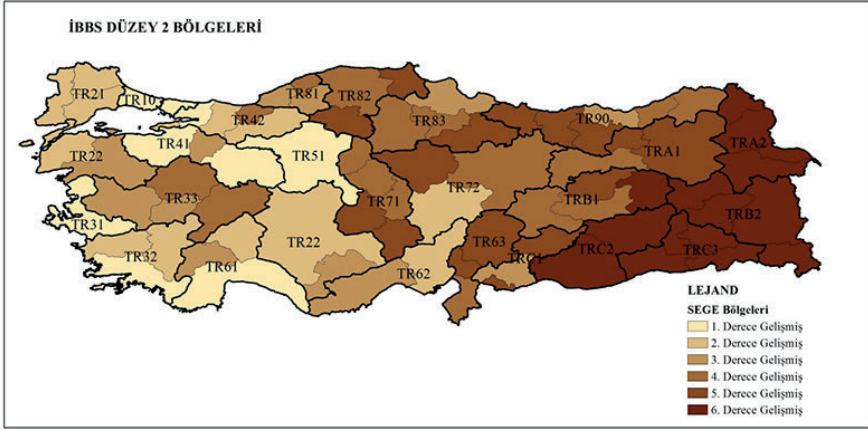 İBBS DÜZEY 2 BÖLGELERİ
TR21
TR10
TR81
TR82
TR42
TR83
TR90
TRA2
TR41
TR51
TRA1
TR22
TR72
TR33
TR71
TRB1
TRB2
TR31
TR32
TR22
TR63
TRC2
TRC3
TR61
TR62
TRC1
LEJAND
SEGE Bölgeleri
1. Derece Gelişmiş
2. Derece Gelişmiş
3. Derece Gelişmiş
4. Derece Gelişmiş
5. Derece Gelişmiş
6. Derece Gelişmiş